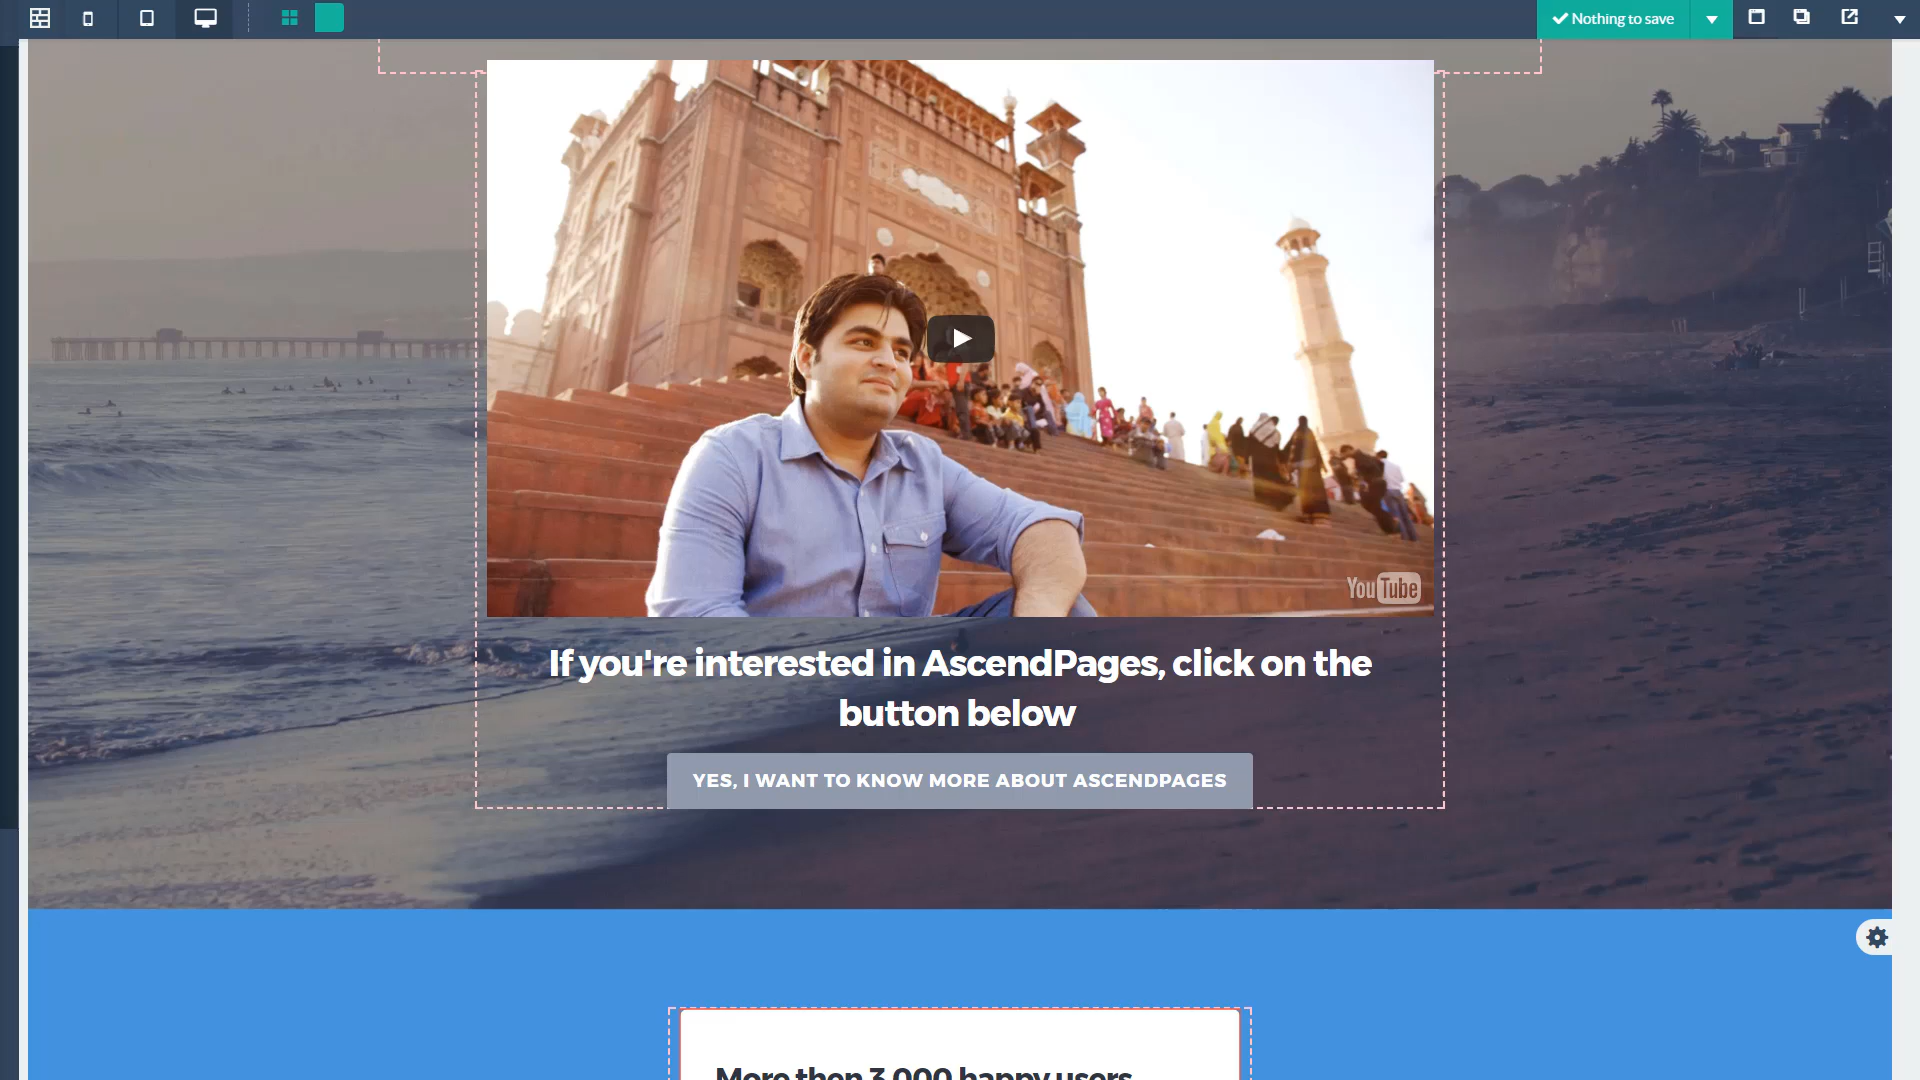 Nothing to save
YouTube
If you're interested in AscendPages, click on the
button below
YES, I WANT TO KNOW MORE ABOUT ASCENDPAGES
More then 3,000 happy users